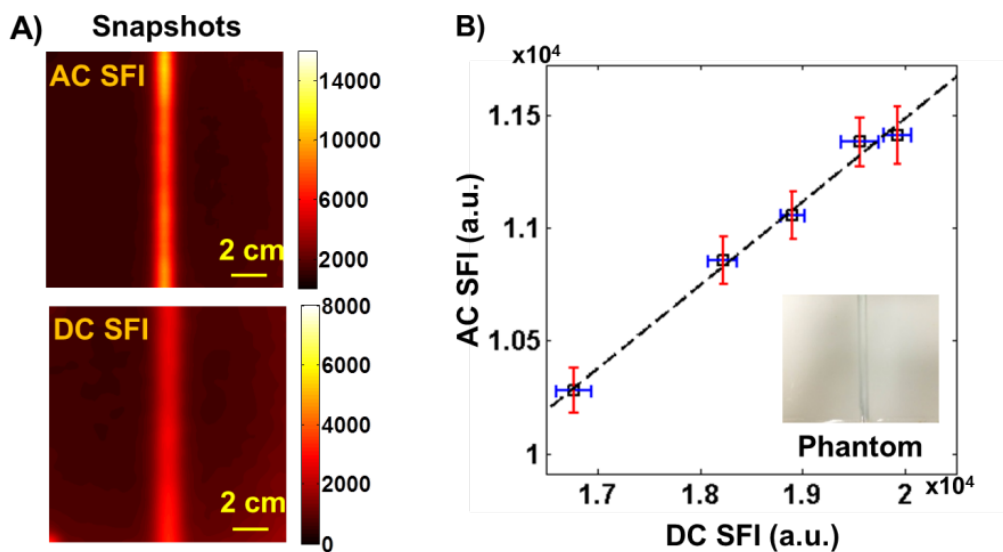 A)
Snapshots
AC SFI
2 cm
14000
10000
6000
2000
DC SFI
2 cm
8000
6000
4000
2000
0
B)
x10⁴
1.15
1.1
1.05
1
AC SFI (a.u.)
Phantom
1.7
1.8
1.9
2
x10⁴
DC SFI (a.u.)